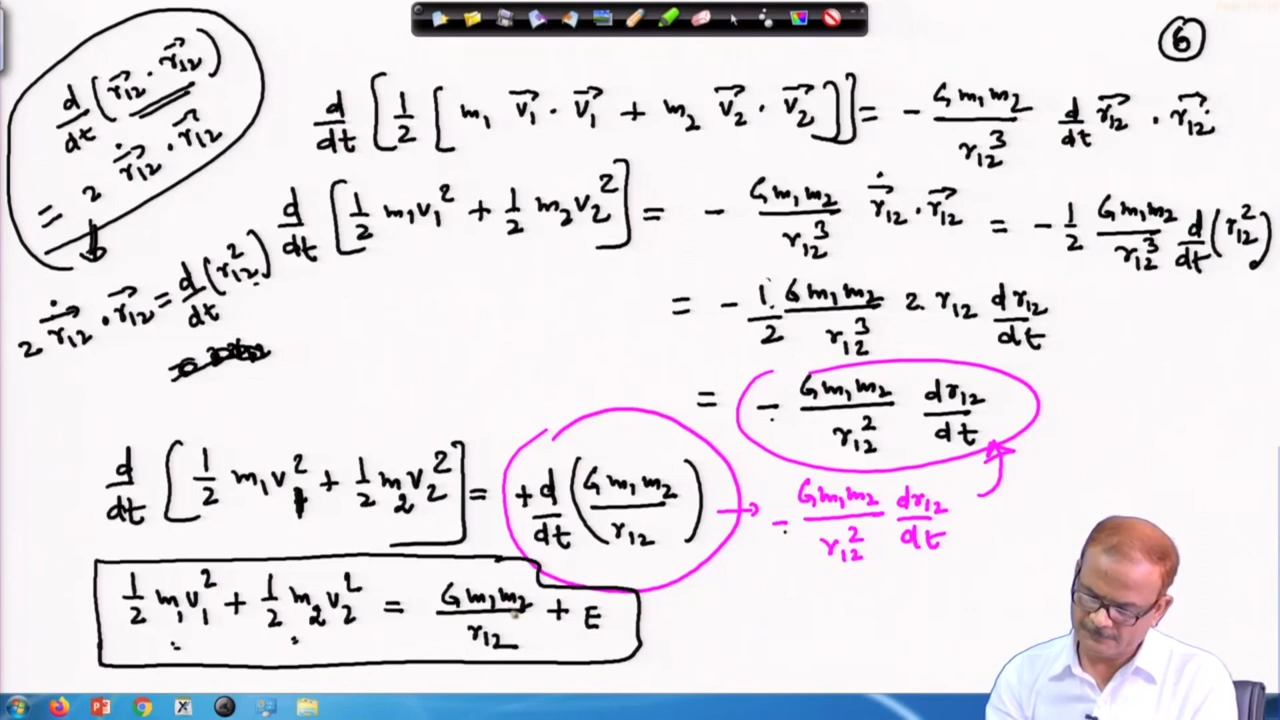 6
d/dt (r⃗12 · r⃗12)
= 2 ṙ⃗12 · r⃗12
2 ṙ⃗12 · r⃗12 = d/dt (r12²)
d/dt [1/2 [m1 v⃗1 · v⃗1 + m2 v⃗2 · v⃗2]] = − G m1 m2 / r12³ d/dt r⃗12 · r⃗12
d/dt [1/2 m1 v1² + 1/2 m2 v2²] = − G m1 m2 / r12³ ṙ⃗12 · r⃗12 = − 1/2 G m1 m2 / r12³ d/dt (r12²)
= − 1/2 G m1 m2 / r12³ 2 r12 dr12/dt
= − G m1 m2 / r12² dr12/dt
d/dt [1/2 m1 v1² + 1/2 m2 v2²] = + d/dt (G m1 m2 / r12) → − G m1 m2 / r12² dr12/dt
1/2 m1 v1² + 1/2 m2 v2² = G m1 m2 / r12 + E